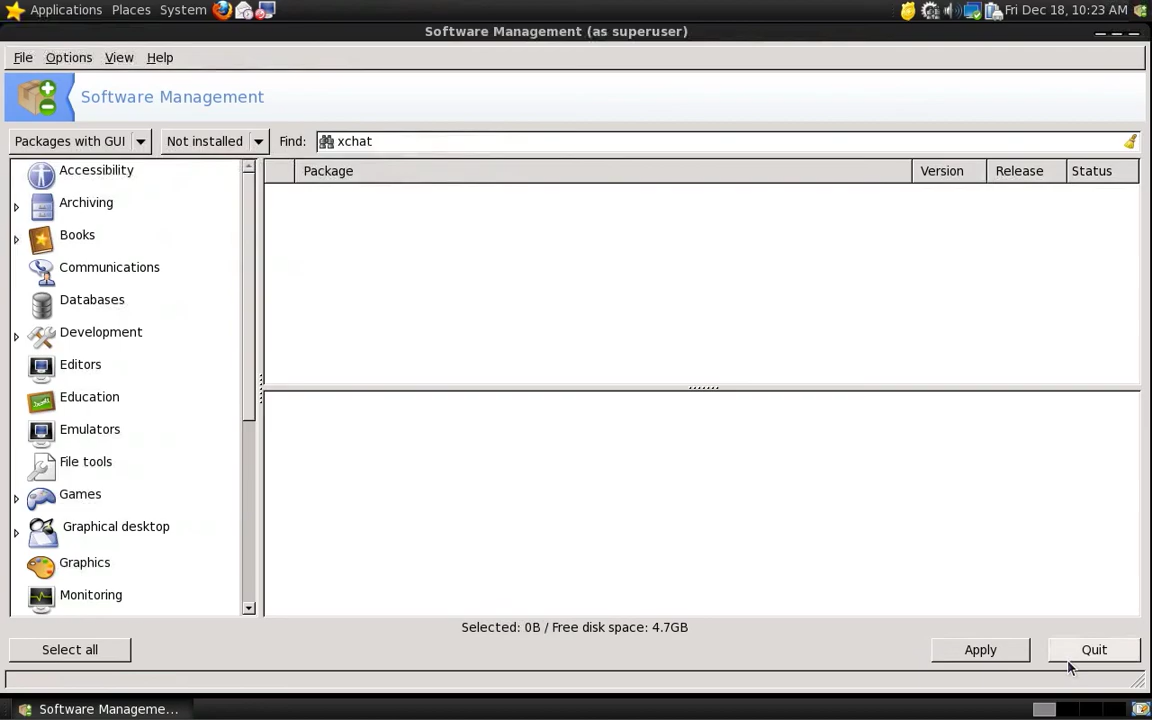 Applications Places System Fri Dec 18, 10:23 AM
Software Management (as superuser)
File Options View Help
Software Management
Packages with GUI Not installed Find: xchat
Package Version Release Status
Accessibility
Archiving
Books
Communications
Databases
Development
Editors
Education
Emulators
File tools
Games
Graphical desktop
Graphics
Monitoring
Selected: 0B / Free disk space: 4.7GB
Select all Apply Quit
Software Manageme...